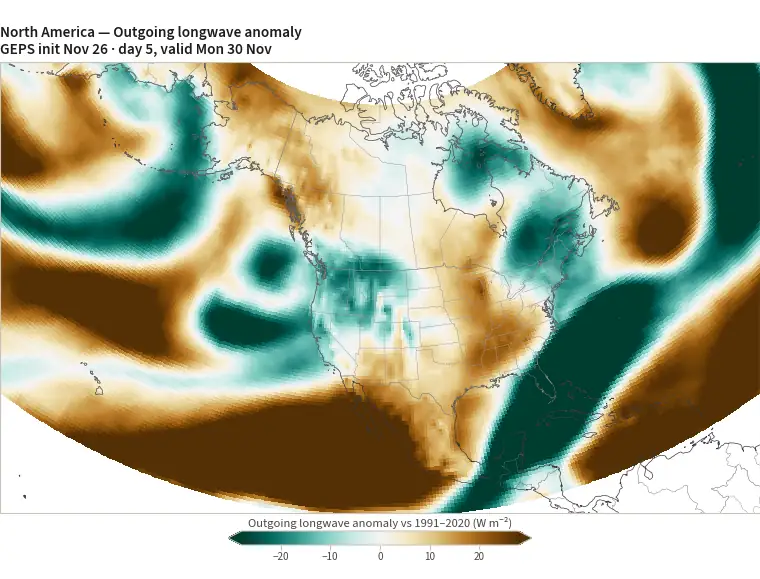 North America — Outgoing longwave anomaly
GEPS init Nov 26 · day 5, valid Mon 30 Nov
Outgoing longwave anomaly vs 1991–2020 (W m⁻²)
−20 −10 0 10 20